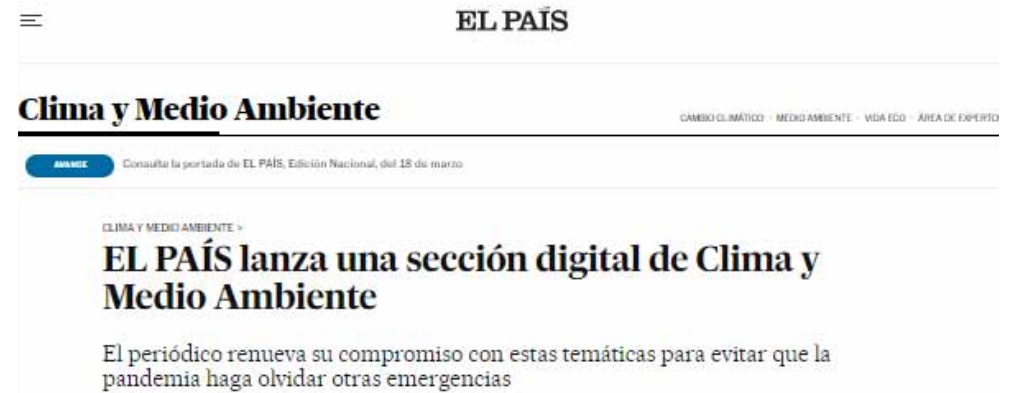 EL PAÍS
Clima y Medio Ambiente
CAMBIO CLIMÁTICO · MEDIO AMBIENTE · VIDA ECO · ÁREA DE EXPERTO
AVANCE
Consulta la portada de EL PAÍS, Edición Nacional, del 18 de marzo
CLIMA Y MEDIO AMBIENTE >
EL PAÍS lanza una sección digital de Clima y
Medio Ambiente
El periódico renueva su compromiso con estas temáticas para evitar que la
pandemia haga olvidar otras emergencias